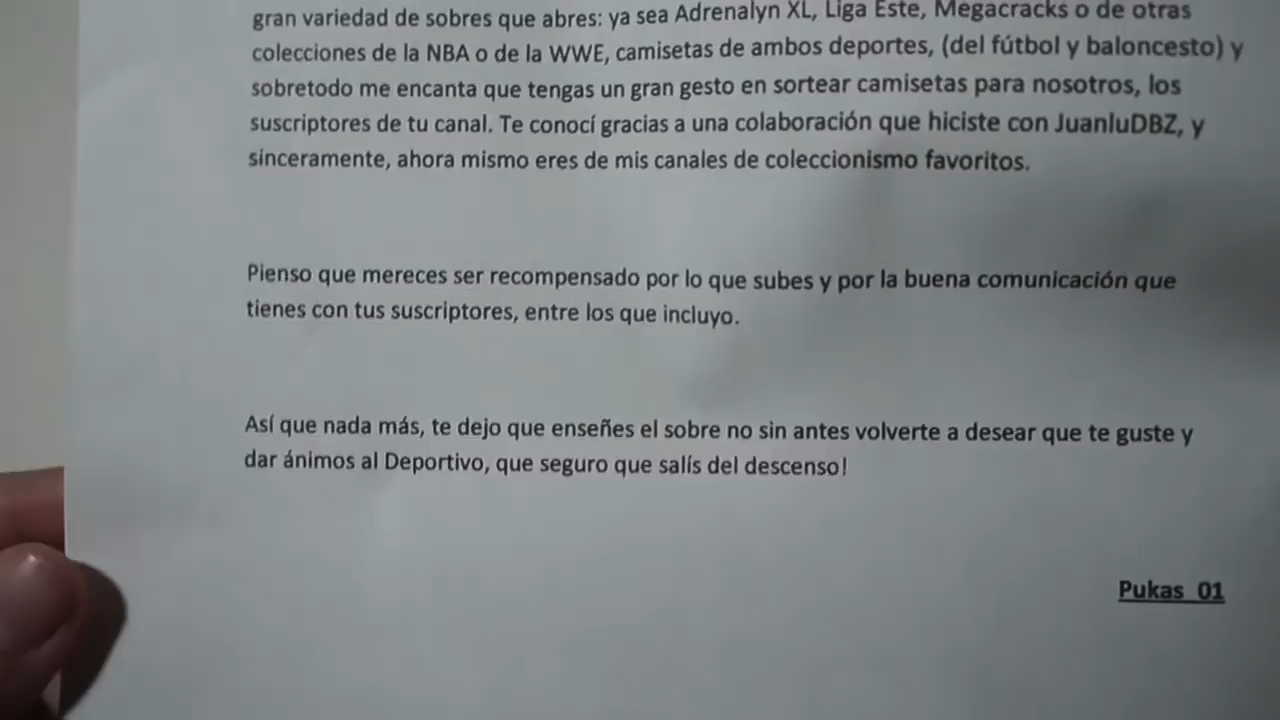 gran variedad de sobres que abres: ya sea Adrenalyn XL, Liga Este, Megacracks o de otras
colecciones de la NBA o de la WWE, camisetas de ambos deportes, (del fútbol y baloncesto) y
sobretodo me encanta que tengas un gran gesto en sortear camisetas para nosotros, los
suscriptores de tu canal. Te conocí gracias a una colaboración que hiciste con JuanluDBZ, y
sinceramente, ahora mismo eres de mis canales de coleccionismo favoritos.
Pienso que mereces ser recompensado por lo que subes y por la buena comunicación que
tienes con tus suscriptores, entre los que incluyo.
Así que nada más, te dejo que enseñes el sobre no sin antes volverte a desear que te guste y
dar ánimos al Deportivo, que seguro que salís del descenso!
Pukas_01